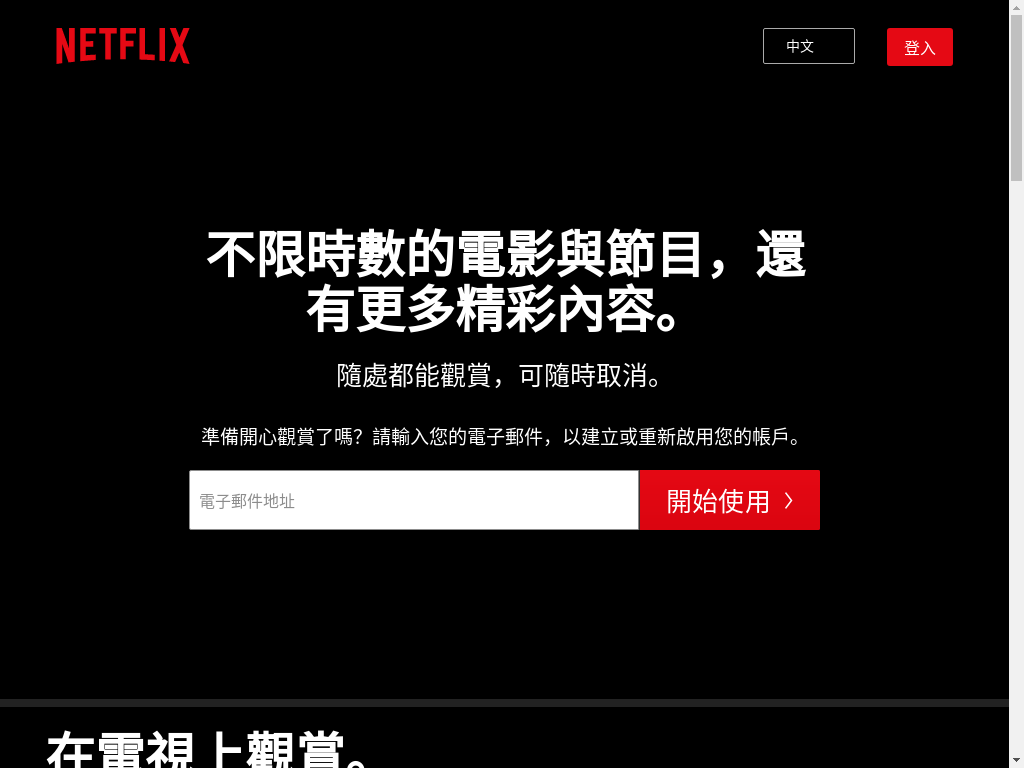 NETFLIX
中文
登入
不限時數的電影與節目，還
有更多精彩內容。
隨處都能觀賞，可隨時取消。
準備開心觀賞了嗎？請輸入您的電子郵件，以建立或重新啟用您的帳戶。
電子郵件地址
開始使用
在電視上觀賞。